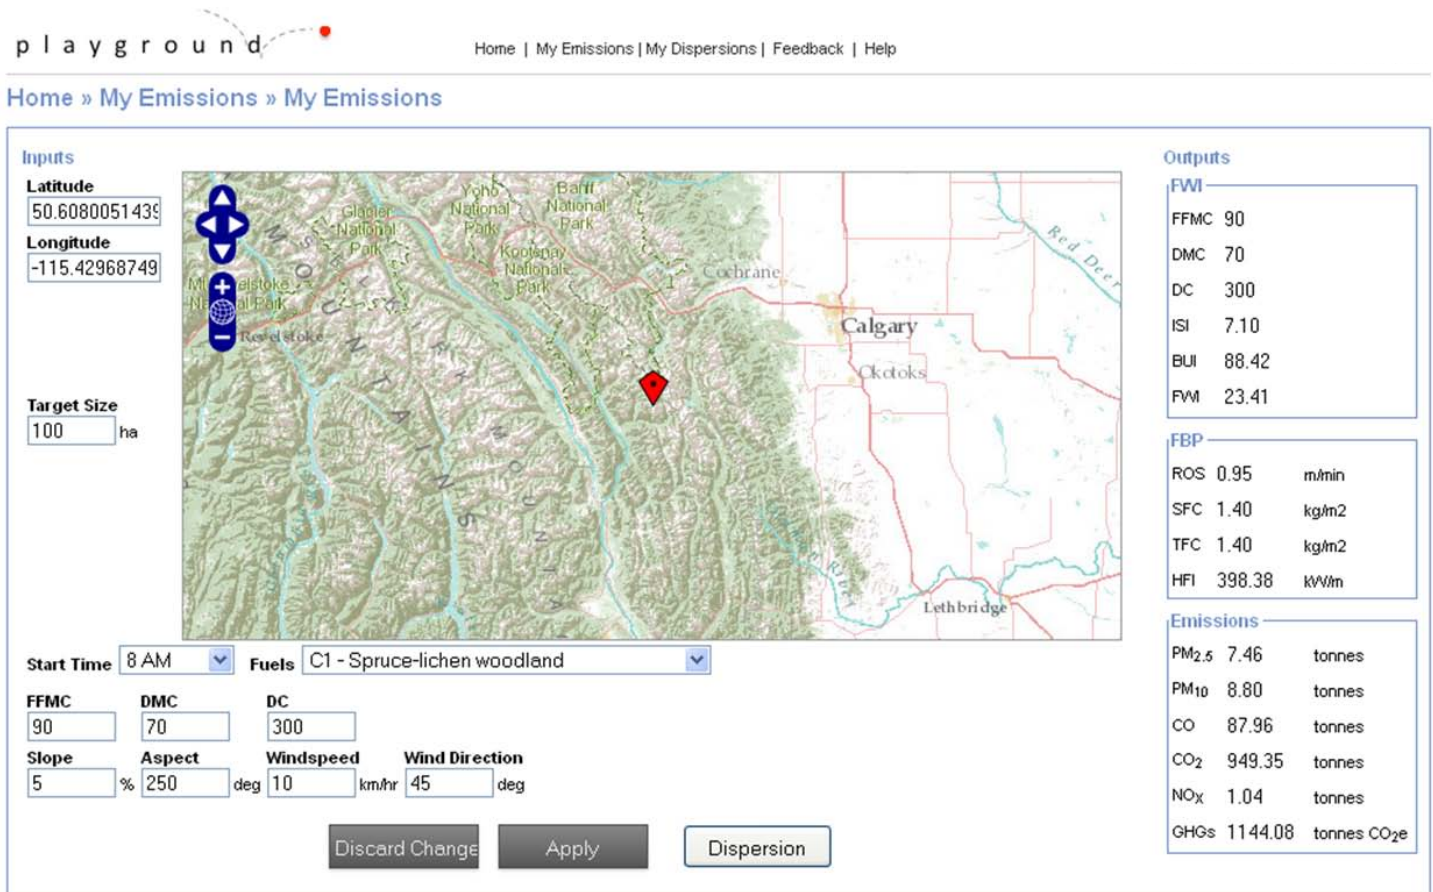 playground
Home | My Emissions | My Dispersions | Feedback | Help
Home » My Emissions » My Emissions
Inputs
Latitude
50.6080051439
Longitude
-115.42968749
Target Size
100 ha
Glacier
National
Park
Yoho
National
Park
Banff
National
Park
Kootenay
National
Park
Revelstoke
MOUNTAINS
Cochrane
Calgary
Okotoks
Red Deer
Lethbridge
Start Time 8 AM Fuels C1 - Spruce-lichen woodland
FFMC DMC DC
90 70 300
Slope Aspect Windspeed Wind Direction
5 % 250 deg 10 km/hr 45 deg
Discard Change Apply Dispersion
Outputs
FWI
FFMC 90
DMC 70
DC 300
ISI 7.10
BUI 88.42
FWI 23.41
FBP
ROS 0.95 m/min
SFC 1.40 kg/m2
TFC 1.40 kg/m2
HFI 398.38 kW/m
Emissions
PM2.5 7.46 tonnes
PM10 8.80 tonnes
CO 87.96 tonnes
CO2 949.35 tonnes
NOX 1.04 tonnes
GHGs 1144.08 tonnes CO2e